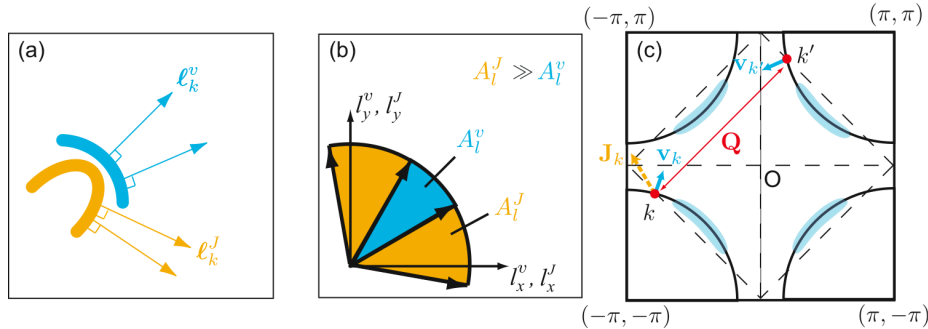 (a)
ℓ_k^v
ℓ_k^J
(b)
A_l^J ≫ A_l^v
l_y^v, l_y^J
A_l^v
A_l^J
l_x^v, l_x^J
(−π, π)
(π, π)
(c)
k′
v_k′
Q
J_k
v_k
O
k
(−π, −π)
(π, −π)